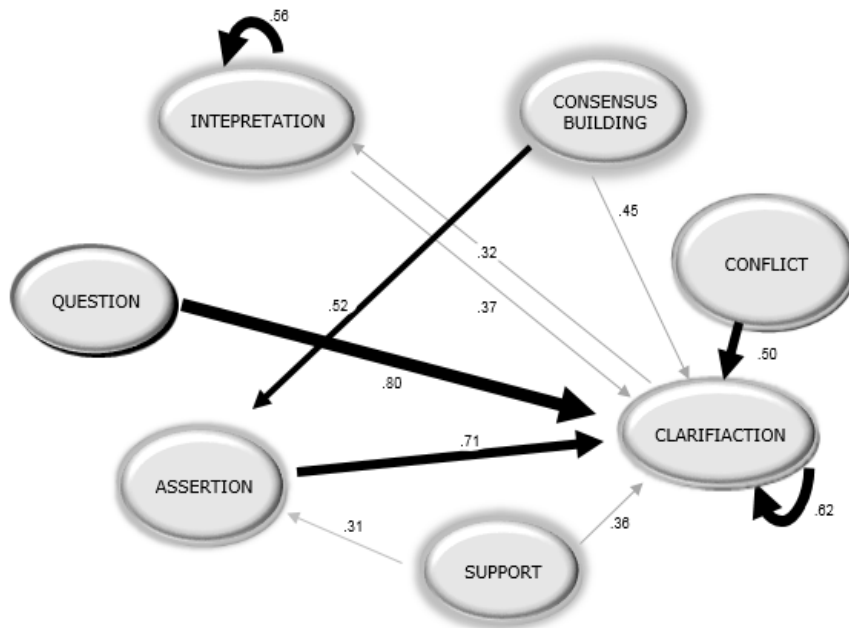 .56
INTEPRETATION
CONSENSUS
BUILDING
.45
CONFLICT
.32
.37
QUESTION
.52
.50
.80
CLARIFIACTION
.71
ASSERTION
.62
.31
.36
SUPPORT